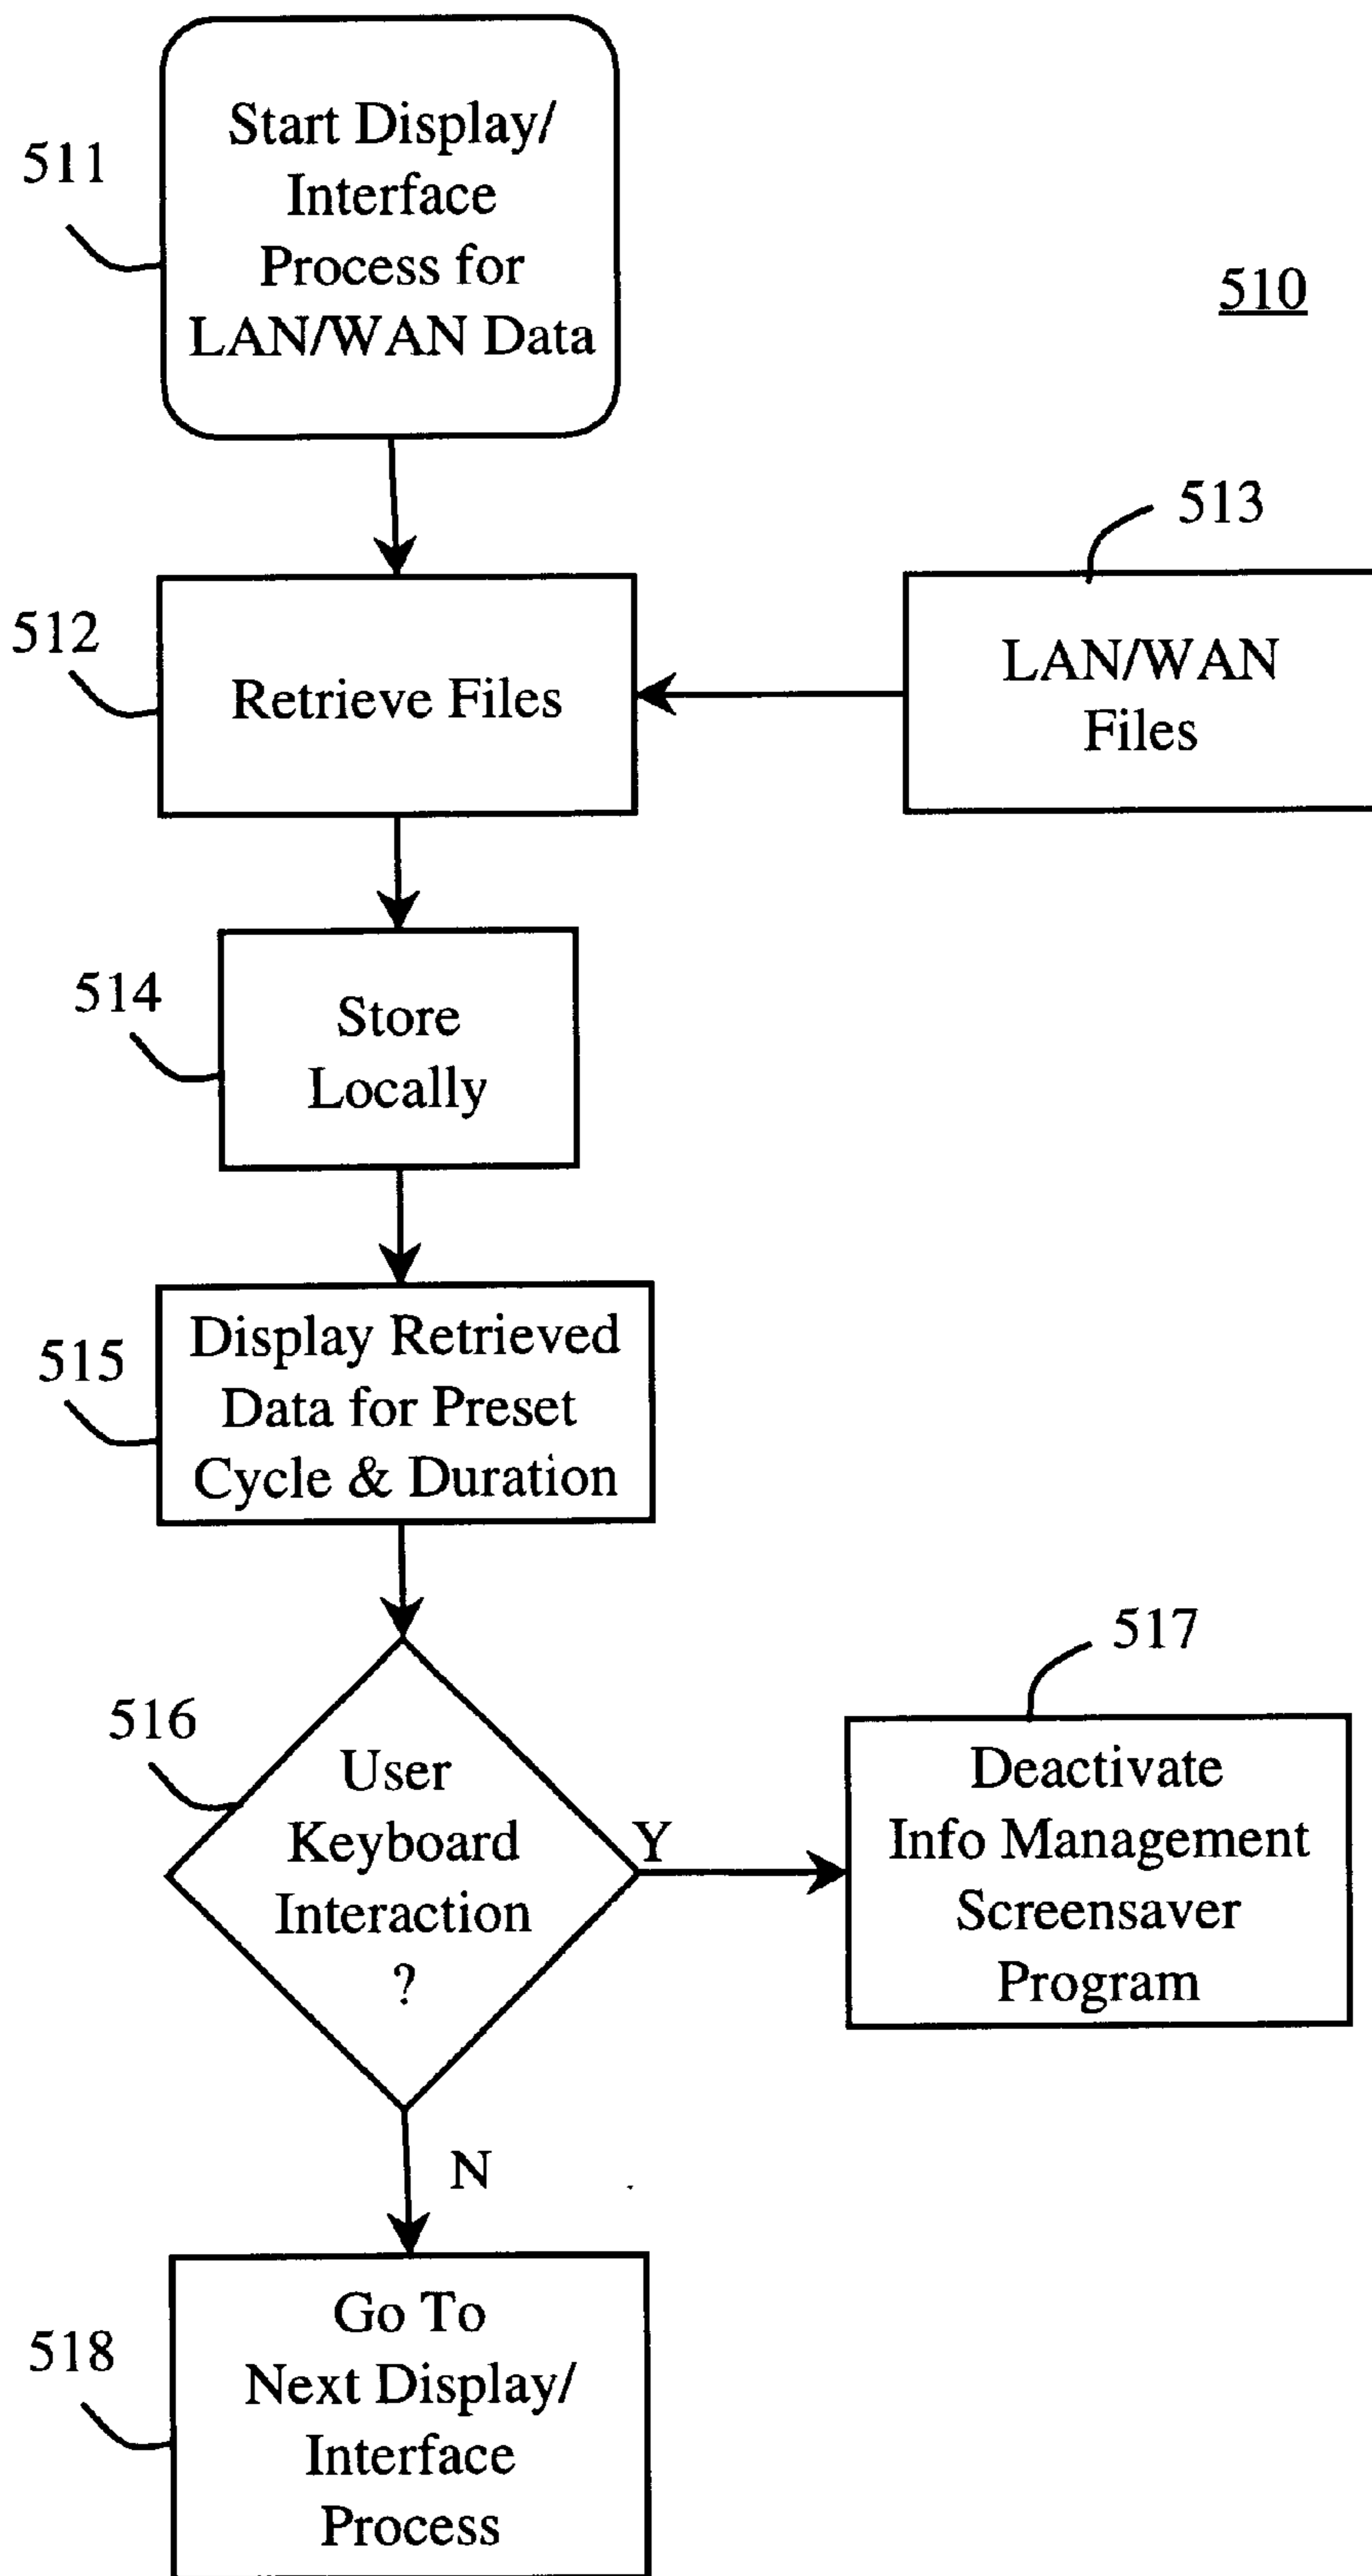 511
Start Display/
Interface
Process for
LAN/WAN Data
510
513
512
Retrieve Files
LAN/WAN
Files
514
Store
Locally
515
Display Retrieved
Data for Preset
Cycle & Duration
517
516
User
Keyboard
Interaction
?
Y
Deactivate
Info Management
Screensaver
Program
N
518
Go To
Next Display/
Interface
Process